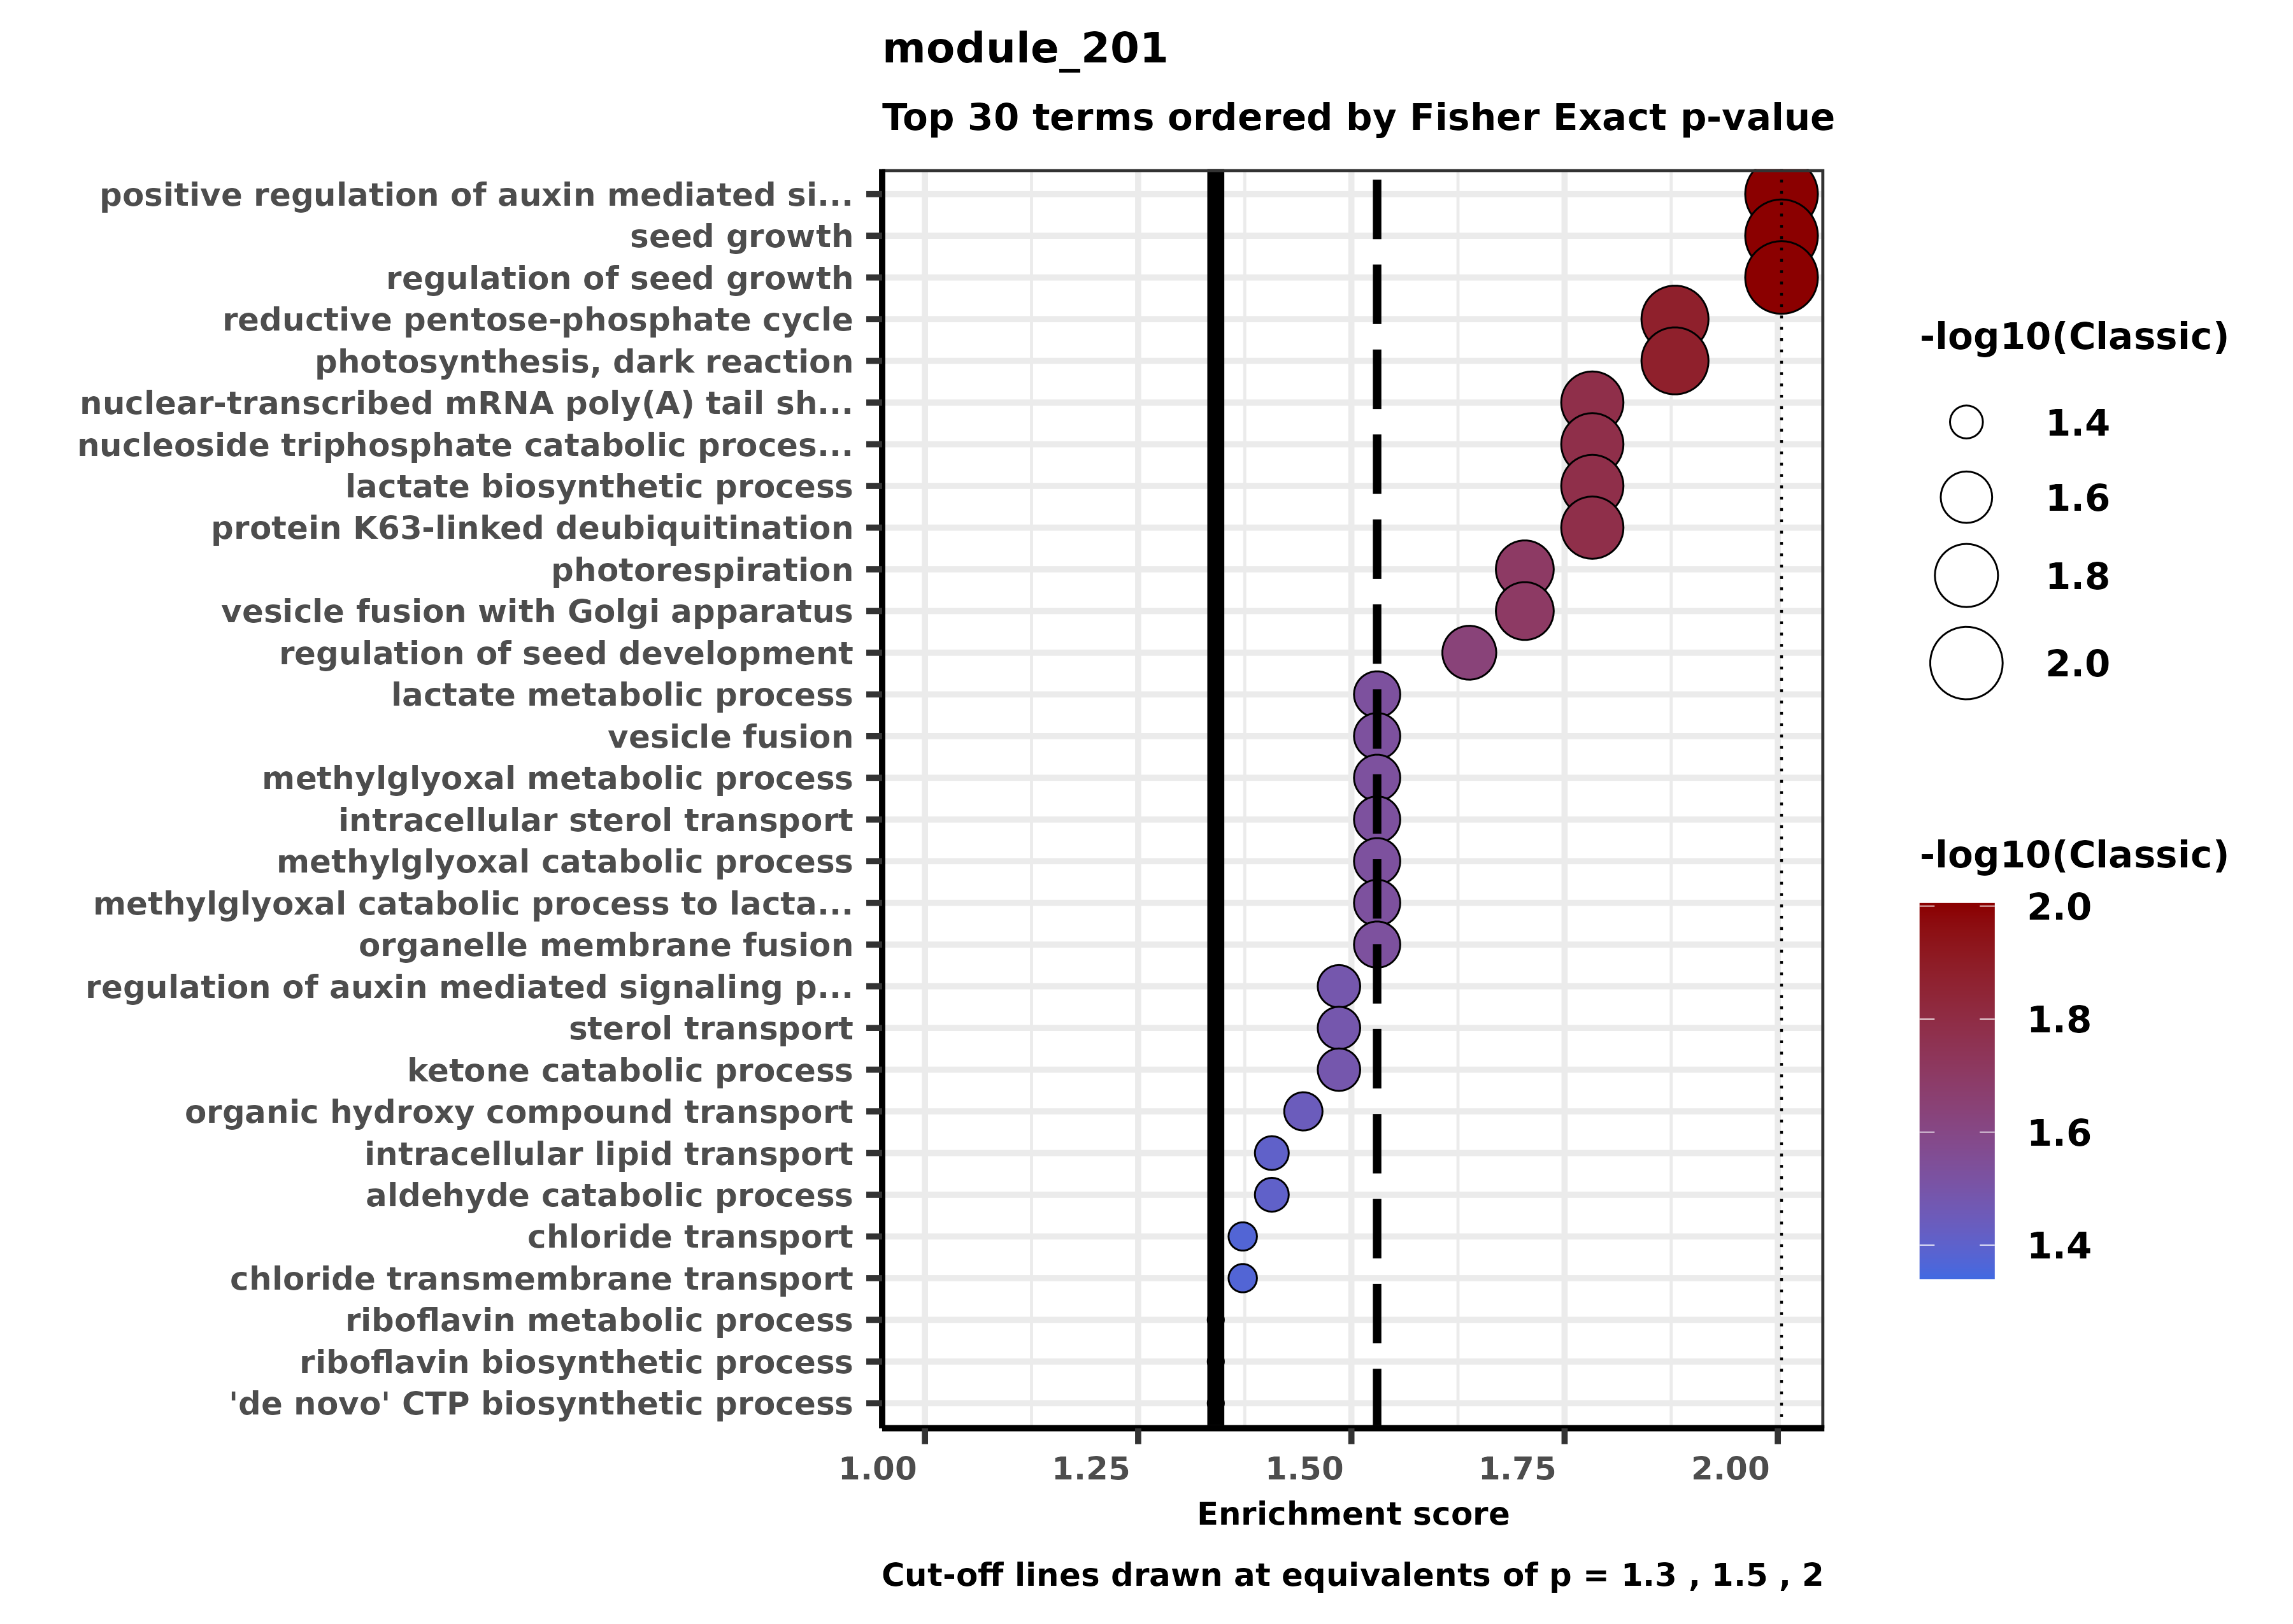 module_201
Top 30 terms ordered by Fisher Exact p-value
positive regulation of auxin mediated si...
seed growth
regulation of seed growth
reductive pentose-phosphate cycle
photosynthesis, dark reaction
nuclear-transcribed mRNA poly(A) tail sh...
nucleoside triphosphate catabolic proces...
lactate biosynthetic process
protein K63-linked deubiquitination
photorespiration
vesicle fusion with Golgi apparatus
regulation of seed development
lactate metabolic process
vesicle fusion
methylglyoxal metabolic process
intracellular sterol transport
methylglyoxal catabolic process
methylglyoxal catabolic process to lacta...
organelle membrane fusion
regulation of auxin mediated signaling p...
sterol transport
ketone catabolic process
organic hydroxy compound transport
intracellular lipid transport
aldehyde catabolic process
chloride transport
chloride transmembrane transport
riboflavin metabolic process
riboflavin biosynthetic process
'de novo' CTP biosynthetic process
1.00 1.25 1.50 1.75 2.00
Enrichment score
Cut-off lines drawn at equivalents of p = 1.3 , 1.5 , 2
-log10(Classic)
1.4
1.6
1.8
2.0
-log10(Classic)
2.0
1.8
1.6
1.4